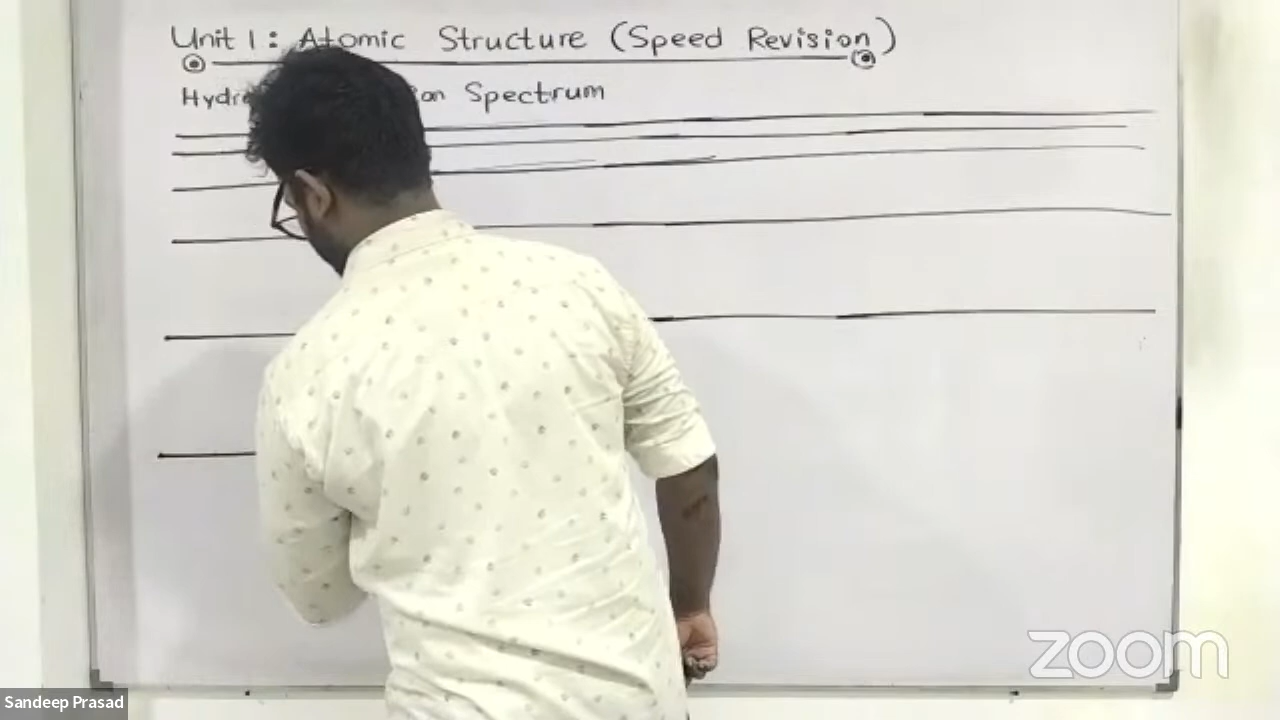 Unit 1: Atomic Structure (Speed Revision)
Spectrum
zoom
Sandeep Prasad